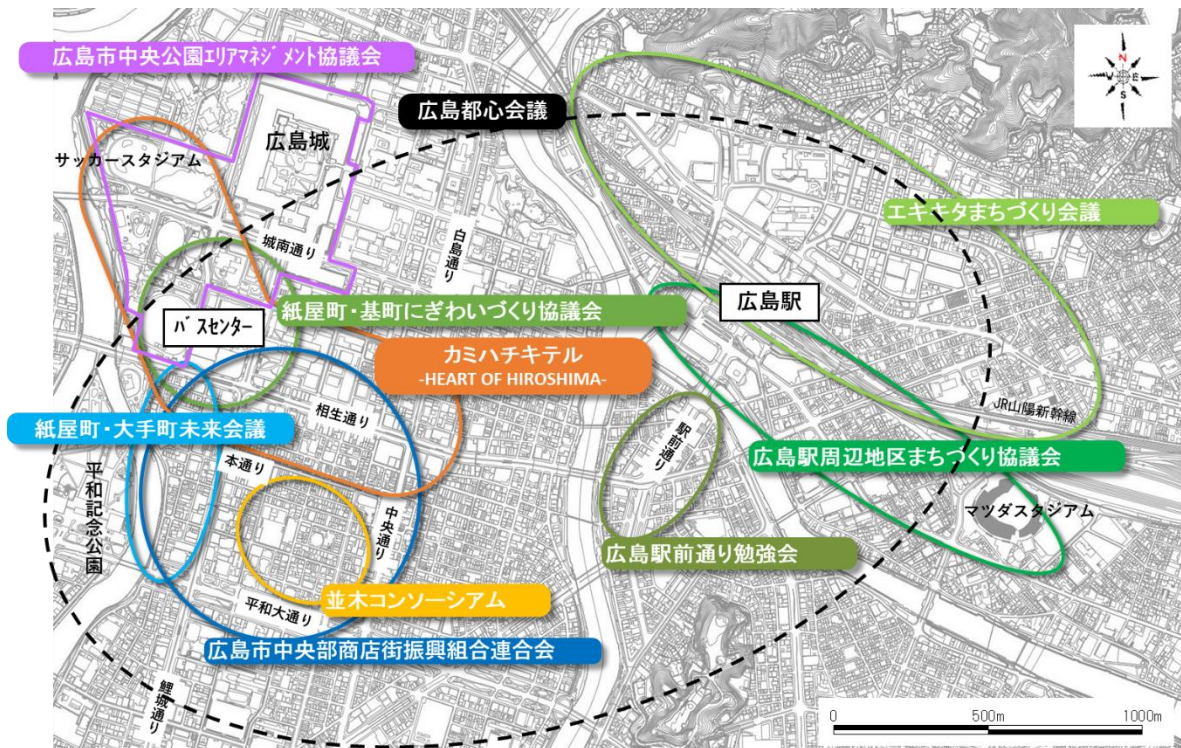 広島市中央公園ｴﾘｱﾏﾈｼﾞﾒﾝﾄ協議会
N
W
E
S
広島都心会議
広島城
サッカースタジアム
エキキタまちづくり会議
城南通り
白島通り
広島駅
紙屋町・基町にぎわいづくり協議会
ﾊﾞｽｾﾝﾀｰ
カミハチキテル
-HEART OF HIROSHIMA-
相生通り
JR山陽新幹線
紙屋町・大手町未来会議
駅前通り
本通り
広島駅周辺地区まちづくり協議会
平和記念公園
中央通り
マツダスタジアム
広島駅前通り勉強会
並木コンソーシアム
平和大通り
広島市中央部商店街振興組合連合会
鯉城通り
0
500m
1000m